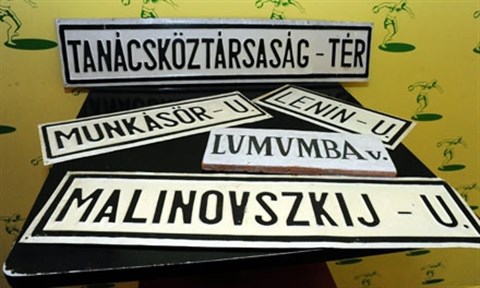 TANÁCSKÖZTÁRSASÁG - TÉR
MUNKÁSŐR - U.
LENIN - U.
LUMUMBA U.
MALINOVSZKIJ - U.